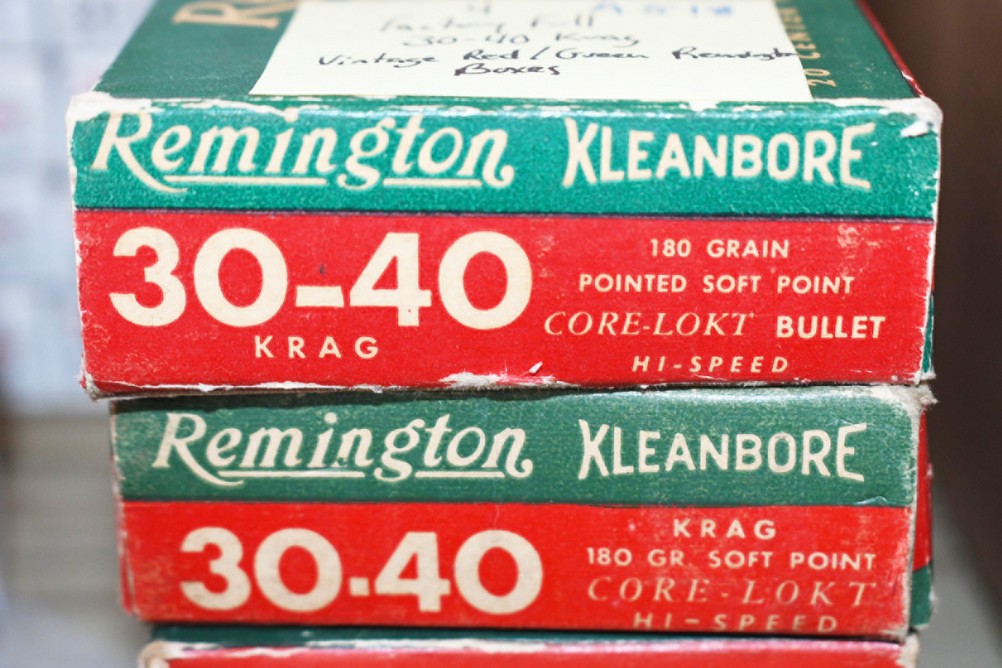 R
4
Factory Full
30-40 Krag
Vintage Red/Green Remington
Boxes
20 CENTER
Remington KLEANBORE
30-40
KRAG
180 GRAIN
POINTED SOFT POINT
CORE-LOKT BULLET
HI-SPEED
Remington KLEANBORE
30-40
KRAG
180 GR. SOFT POINT
CORE-LOKT
HI-SPEED